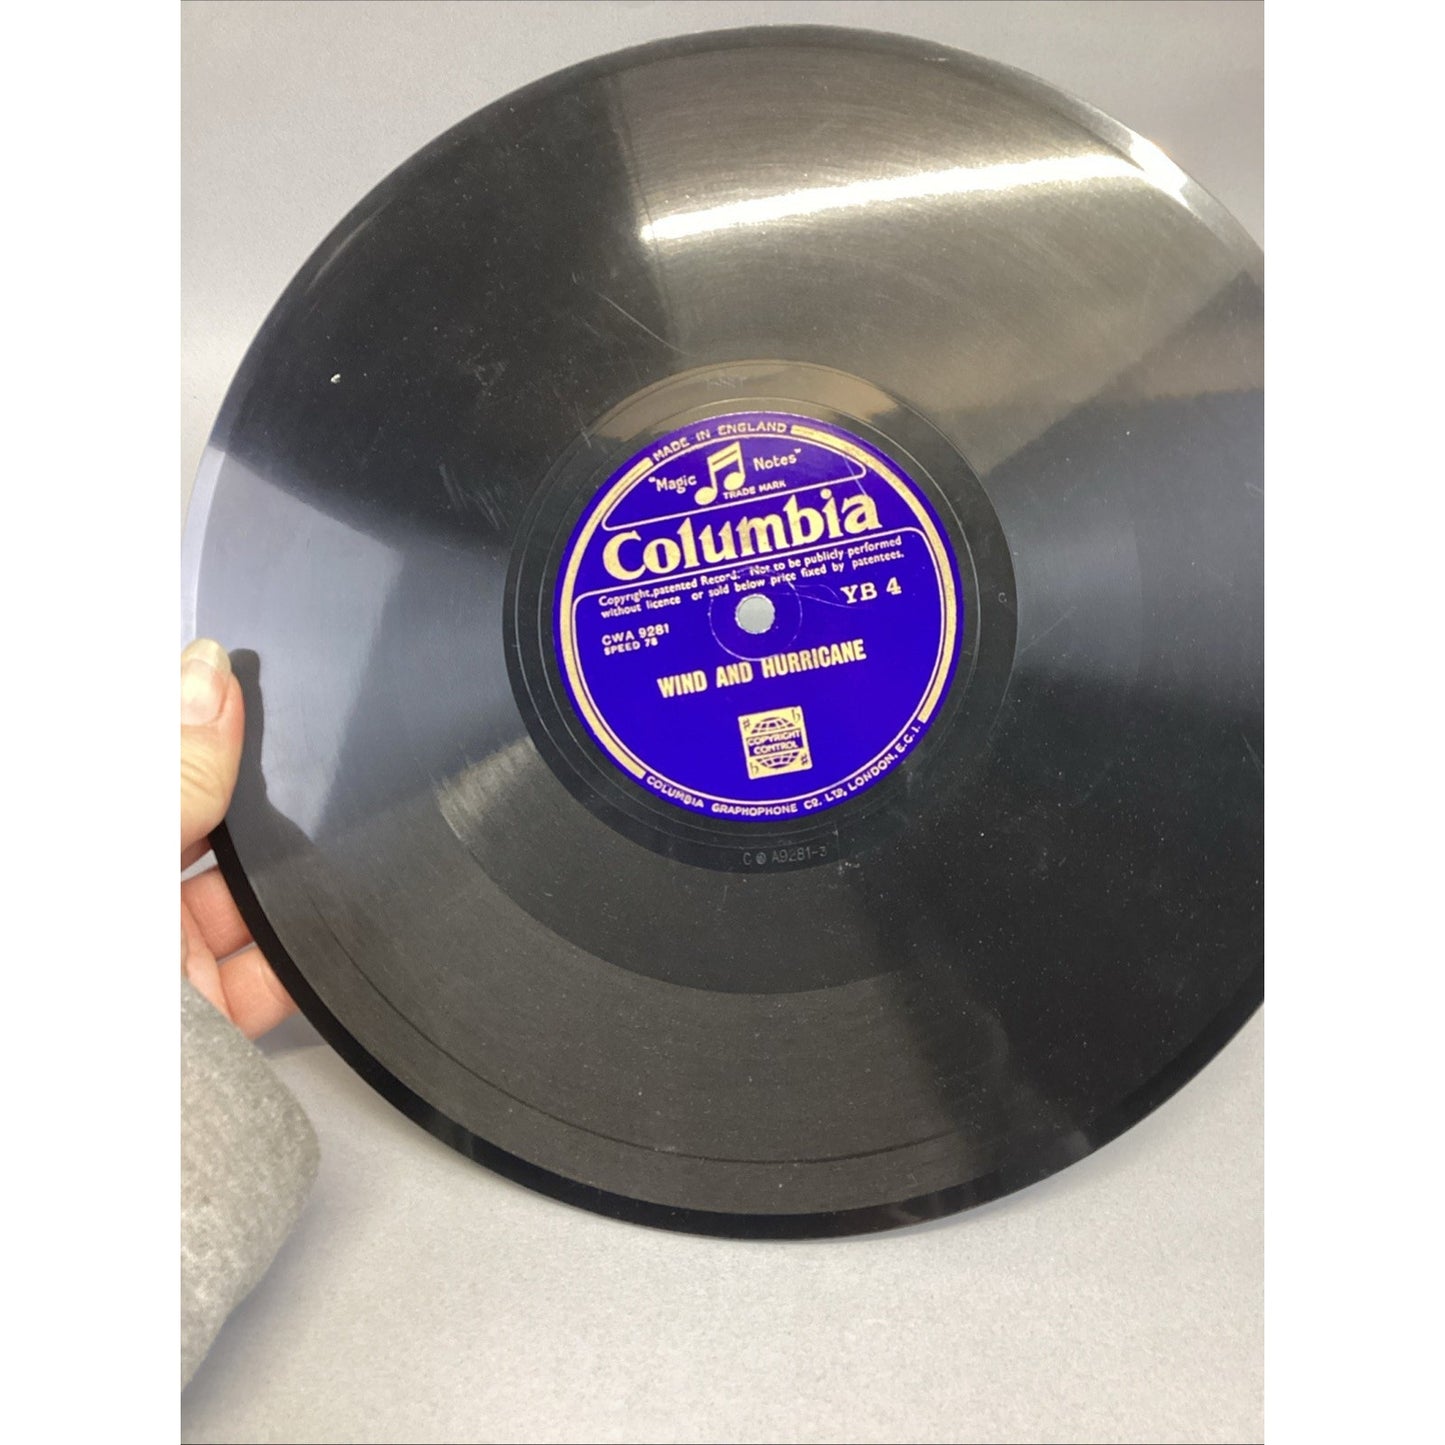 MADE IN ENGLAND
"Magic Notes"
TRADE MARK
Columbia
Copyright, patented Record. Not to be publicly performed
without licence or sold below price fixed by patentees.
YB 4
CWA 9281
SPEED 78
WIND AND HURRICANE
COPYRIGHT
CONTROL
COLUMBIA GRAPHOPHONE CO. LTD, LONDON, E.C.1.
A9281-3